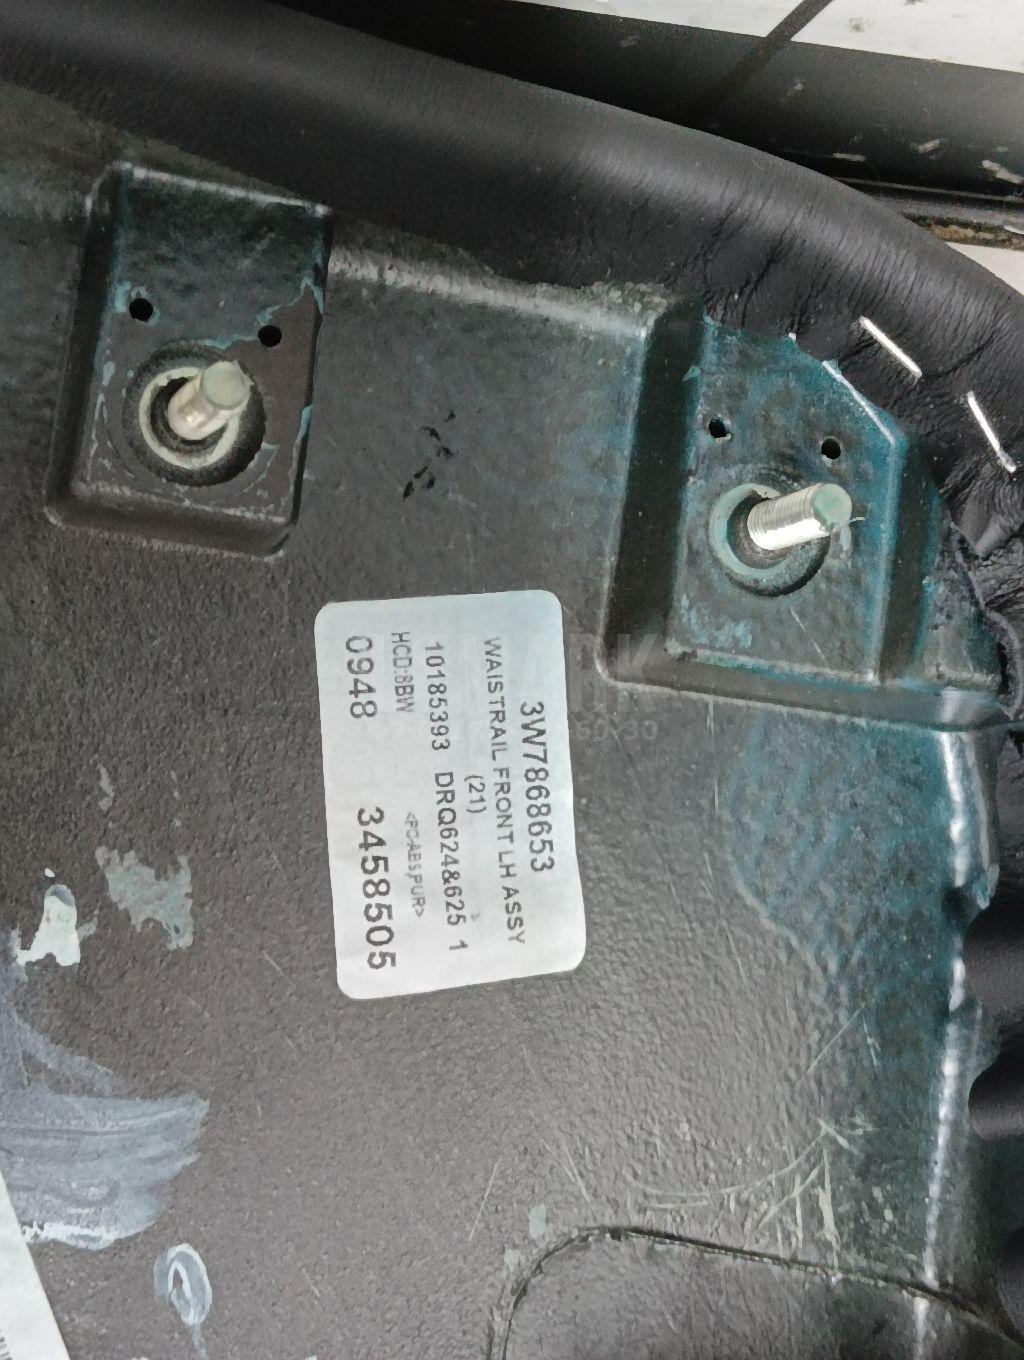 3W7868653
WAISTRAIL FRONT LH ASSY
(21)
10185393 DRQ624&625 1
HCD:8BW <PC-ABS,PUR>
0948 3458505